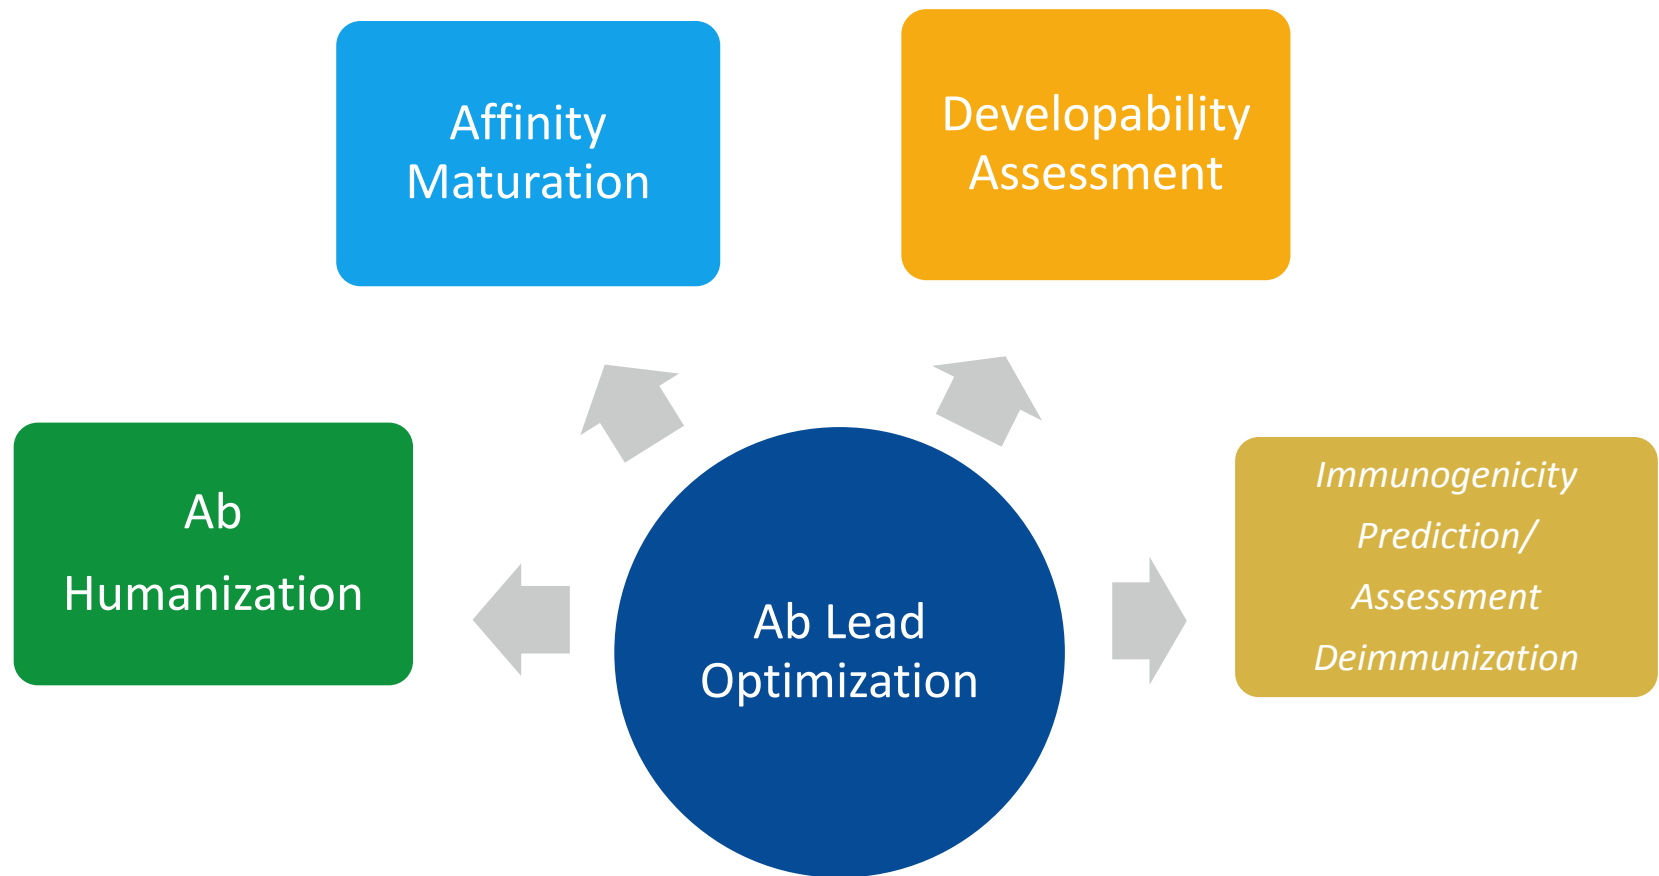 Affinity
Maturation
Developability
Assessment
Ab
Humanization
Ab Lead
Optimization
Immunogenicity
Prediction/
Assessment
Deimmunization